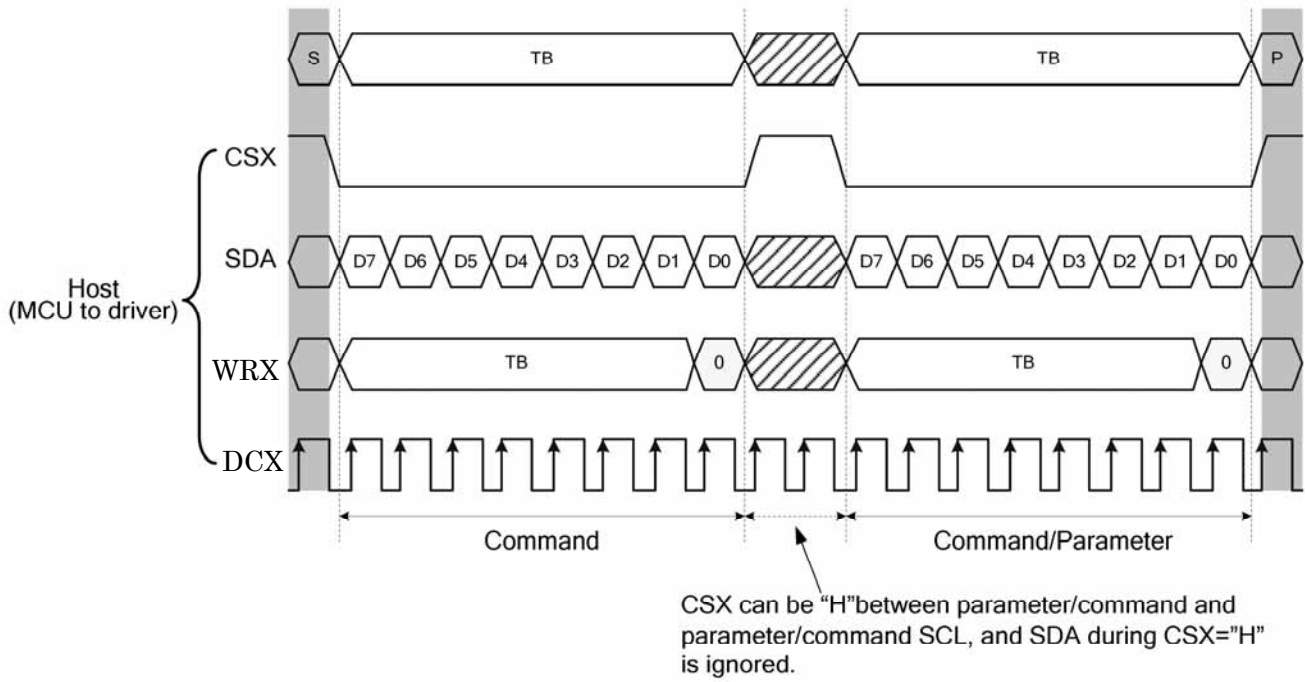 S TB TB P
CSX
SDA D7 D6 D5 D4 D3 D2 D1 D0 D7 D6 D5 D4 D3 D2 D1 D0
Host
(MCU to driver)
WRX TB 0 TB 0
DCX
Command Command/Parameter
CSX can be “H”between parameter/command and
parameter/command SCL, and SDA during CSX=”H”
is ignored.